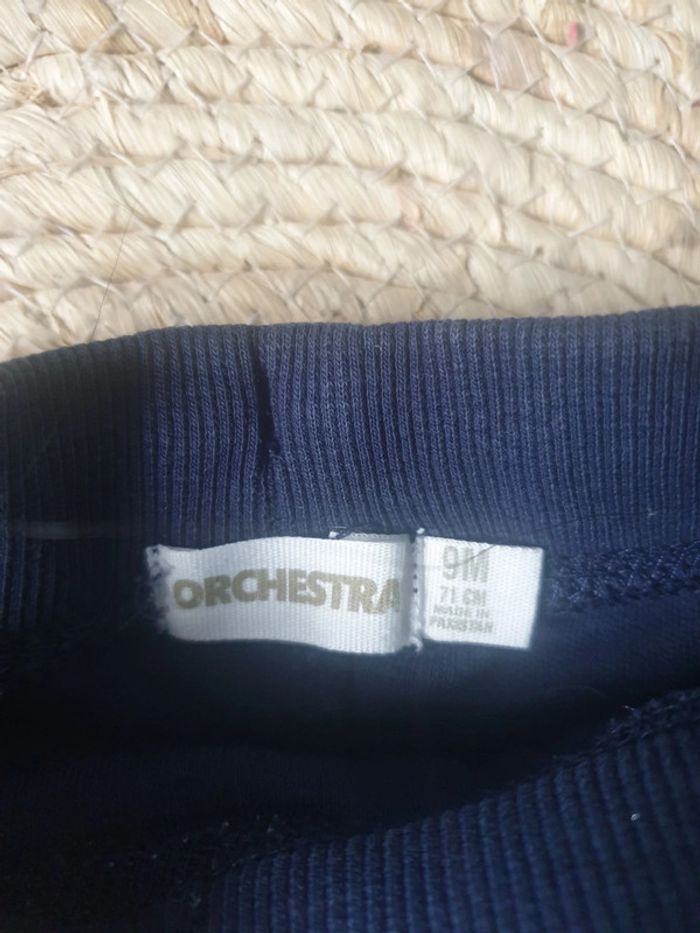 ORCHESTRA
9M
71 CM
MADE IN
PAKISTAN